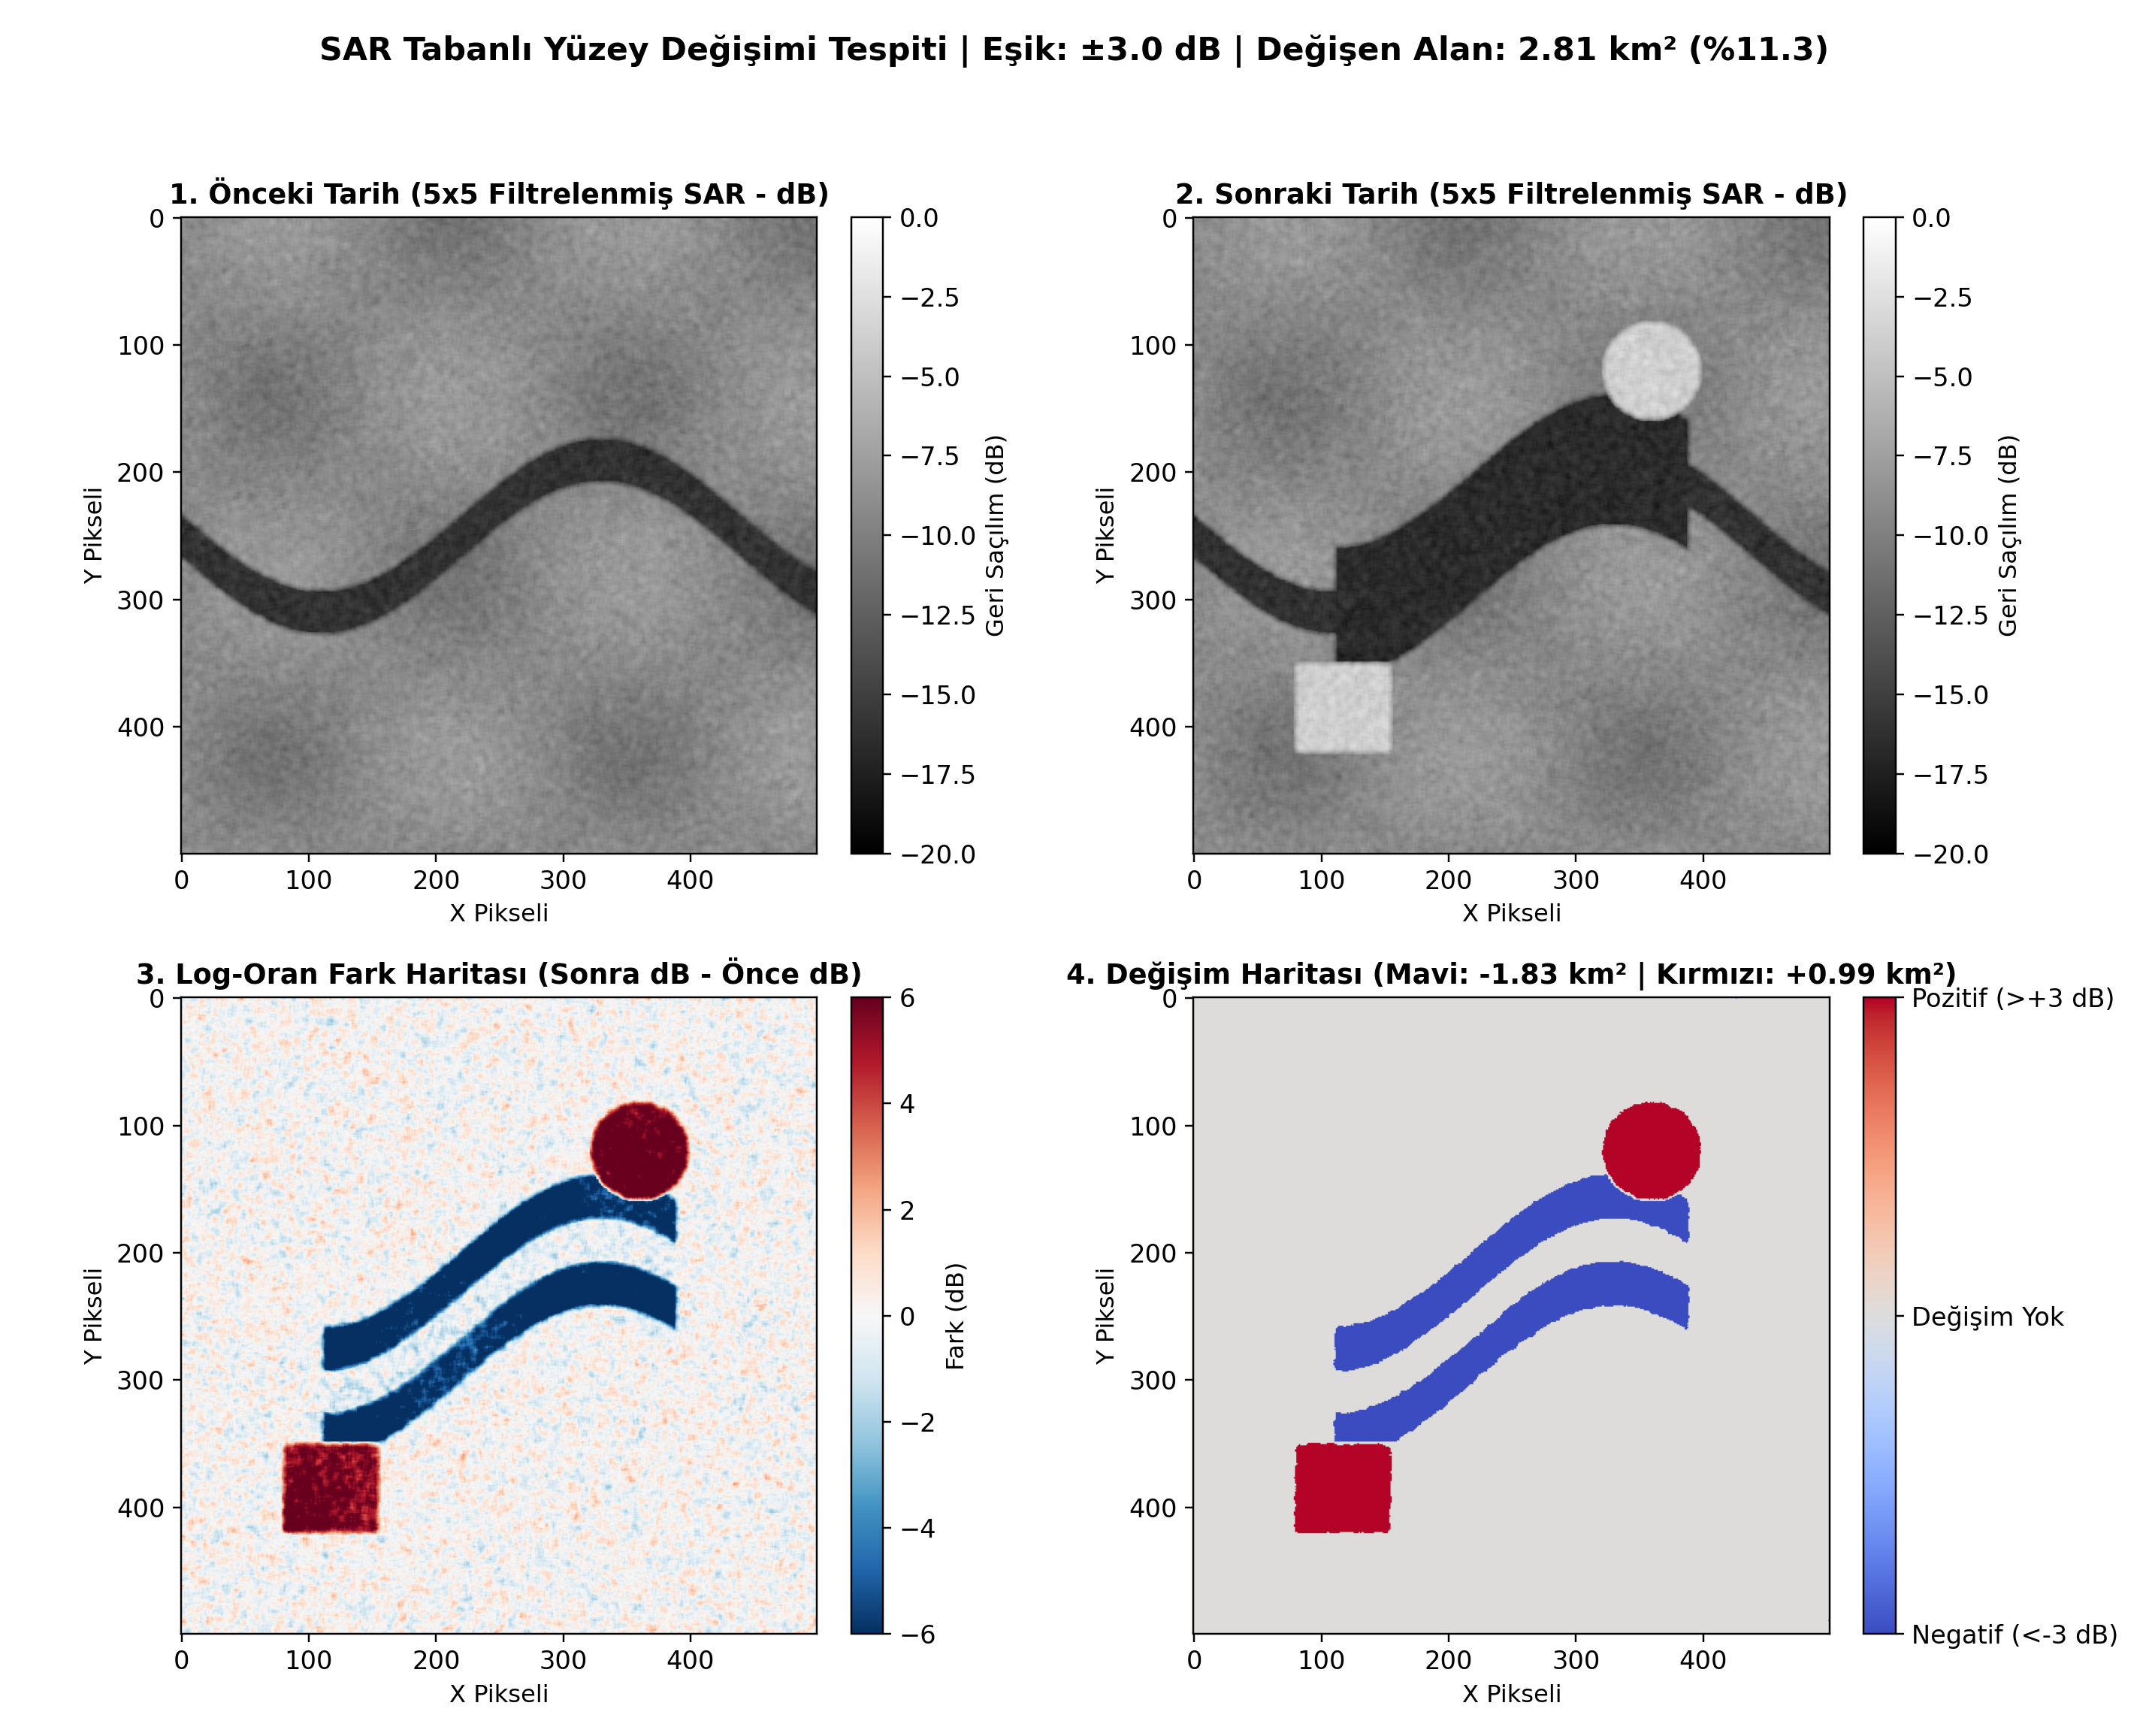 SAR Tabanlı Yüzey Değişimi Tespiti | Eşik: ±3.0 dB | Değişen Alan: 2.81 km² (%11.3)
1. Önceki Tarih (5x5 Filtrelenmiş SAR - dB)
0
100
200
300
400
Y Pikseli
0 100 200 300 400
X Pikseli
0.0
−2.5
−5.0
−7.5
−10.0
−12.5
−15.0
−17.5
−20.0
Geri Saçılım (dB)
2. Sonraki Tarih (5x5 Filtrelenmiş SAR - dB)
0
100
200
300
400
Y Pikseli
0 100 200 300 400
X Pikseli
0.0
−2.5
−5.0
−7.5
−10.0
−12.5
−15.0
−17.5
−20.0
Geri Saçılım (dB)
3. Log-Oran Fark Haritası (Sonra dB - Önce dB)
0
100
200
300
400
Y Pikseli
0 100 200 300 400
X Pikseli
6
4
2
0
−2
−4
−6
Fark (dB)
4. Değişim Haritası (Mavi: -1.83 km² | Kırmızı: +0.99 km²)
0
100
200
300
400
Y Pikseli
0 100 200 300 400
X Pikseli
Pozitif (>+3 dB)
Değişim Yok
Negatif (<-3 dB)